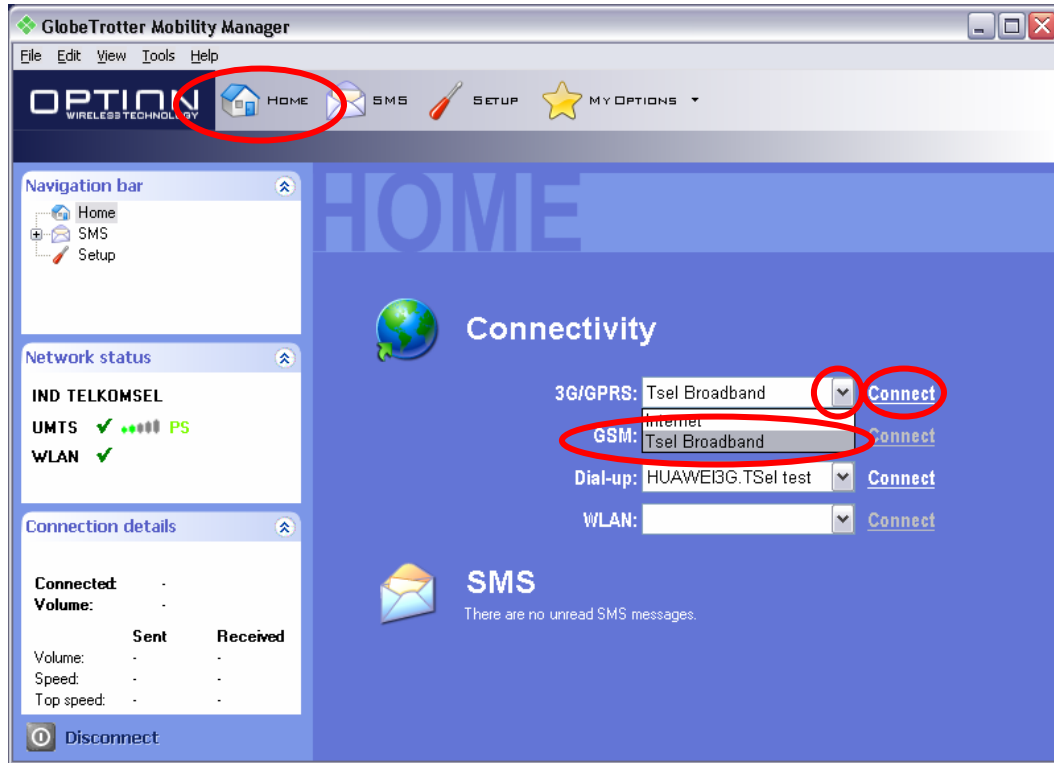 GlobeTrotter Mobility Manager
File Edit View Tools Help
OPTION
WIRELESS TECHNOLOGY
HOME SMS SETUP MY OPTIONS
Navigation bar
Home
SMS
Setup
HOME
Connectivity
3G/GPRS: Tsel Broadband Connect
Internet
GSM: Tsel Broadband Connect
Dial-up: HUAWEI3G.TSel test Connect
WLAN: Connect
SMS
There are no unread SMS messages.
Network status
IND TELKOMSEL
UMTS PS
WLAN
Connection details
Connected: -
Volume: -
Sent Received
Volume: - -
Speed: - -
Top speed: - -
Disconnect